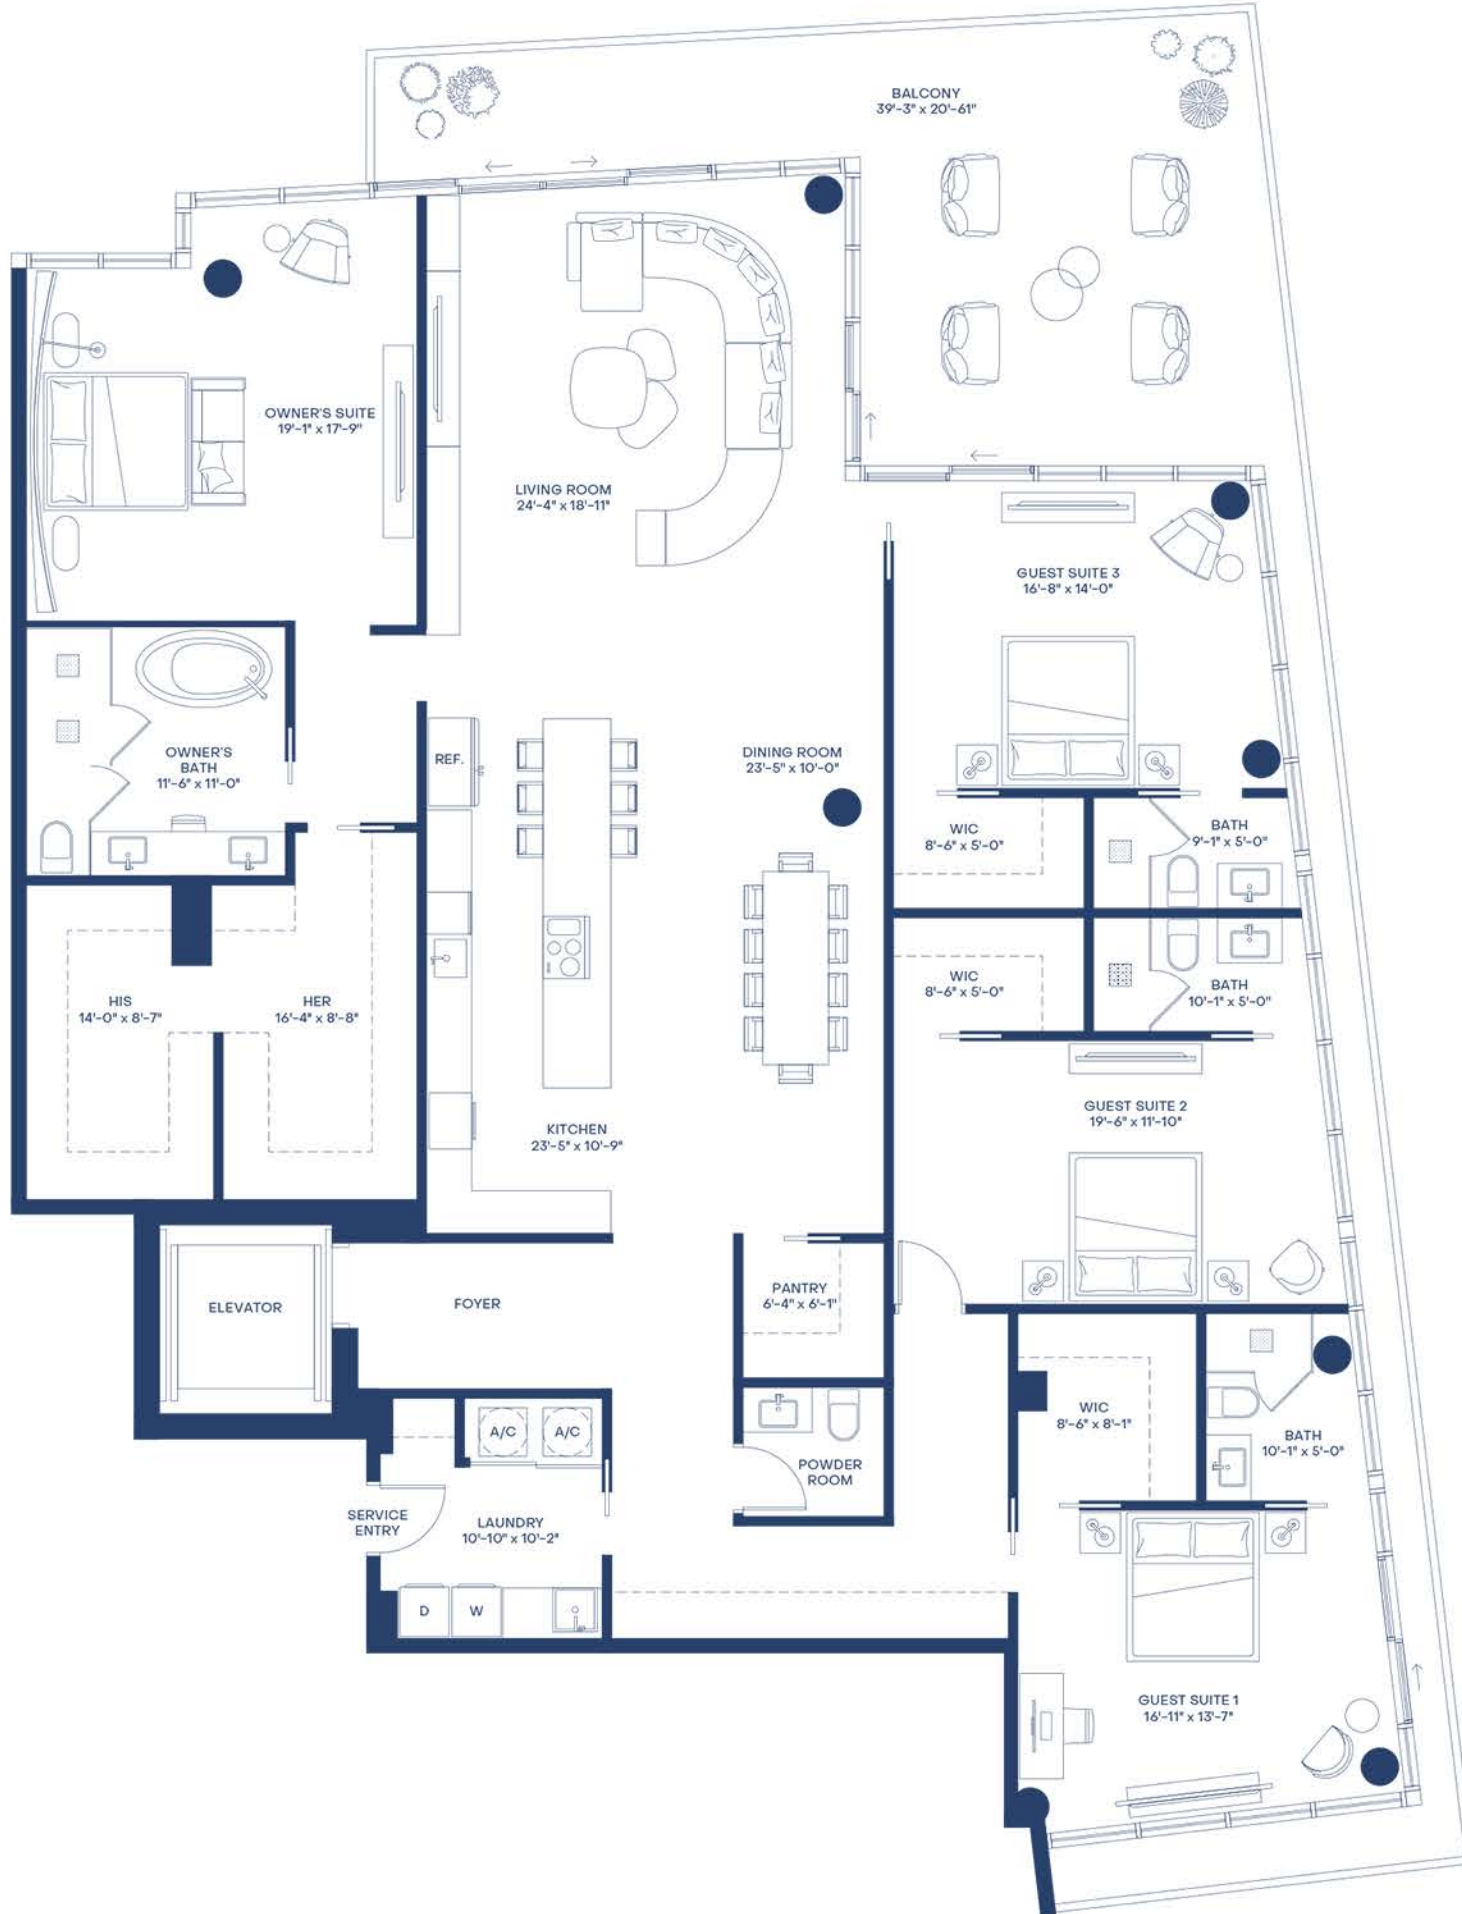 BALCONY
39'-3" x 20'-61"
OWNER'S SUITE
19'-1" x 17'-9"
LIVING ROOM
24'-4" x 18'-11"
GUEST SUITE 3
16'-8" x 14'-0"
OWNER'S
BATH
11'-6" x 11'-0"
REF.
DINING ROOM
23'-5" x 10'-0"
WIC
8'-6" x 5'-0"
BATH
9'-1" x 5'-0"
WIC
8'-6" x 5'-0"
BATH
10'-1" x 5'-0"
HIS
14'-0" x 8'-7"
HER
16'-4" x 8'-8"
GUEST SUITE 2
19'-6" x 11'-10"
KITCHEN
23'-5" x 10'-9"
ELEVATOR
FOYER
PANTRY
6'-4" x 6'-1"
WIC
8'-6" x 8'-1"
BATH
10'-1" x 5'-0"
A/C
A/C
POWDER
ROOM
SERVICE
ENTRY
LAUNDRY
10'-10" x 10'-2"
D
W
GUEST SUITE 1
16'-11" x 13'-7"